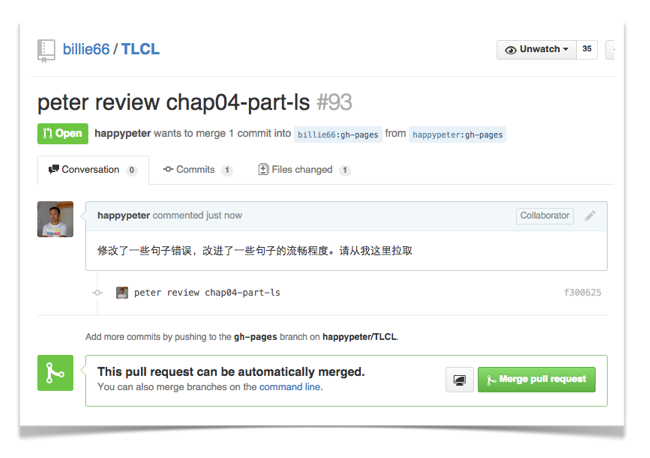 billie66 / TLCL
Unwatch 35
peter review chap04-part-ls #93
Open happypeter wants to merge 1 commit into billie66:gh-pages from happypeter:gh-pages
Conversation 0 Commits 1 Files changed 1
happypeter commented just now Collaborator
修改了一些句子错误，改进了一些句子的流畅程度。请从我这里拉取
peter review chap04-part-ls f300625
Add more commits by pushing to the gh-pages branch on happypeter/TLCL.
This pull request can be automatically merged.
You can also merge branches on the command line.
Merge pull request